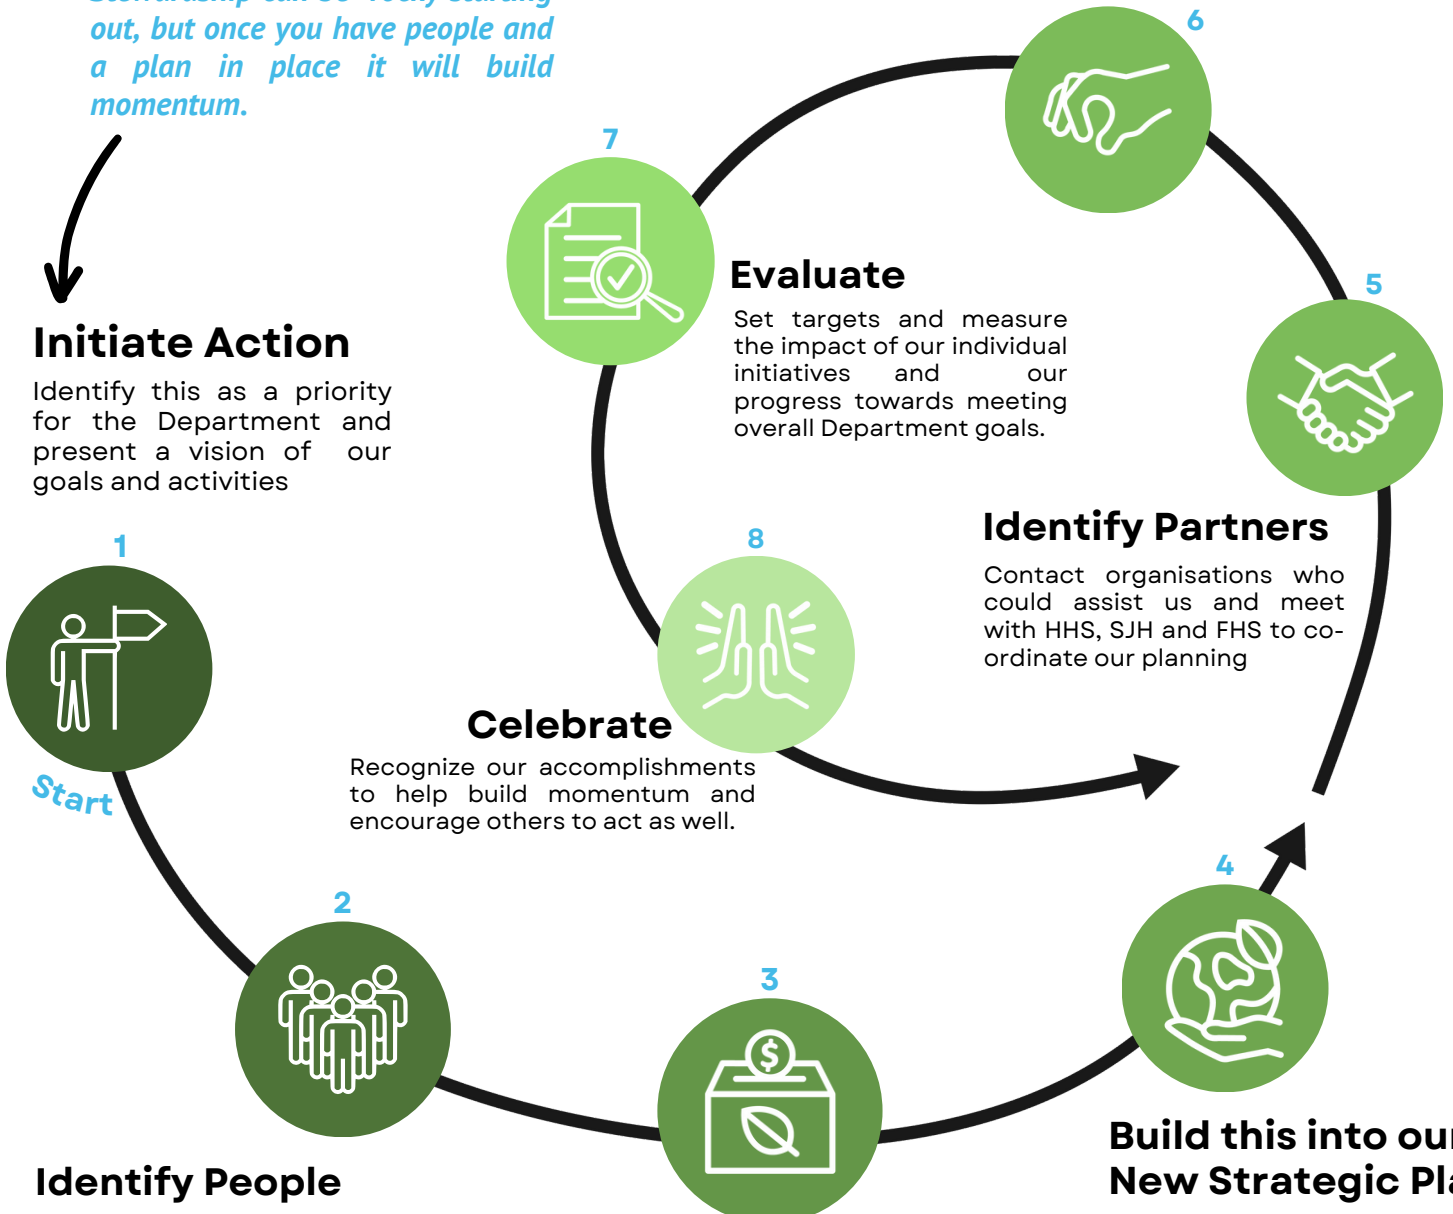 out, but once you have people and
a plan in place it will build
momentum.
6
7
5
Evaluate
Set targets and measure
the impact of our individual
initiatives and our
progress towards meeting
overall Department goals.
Initiate Action
Identify this as a priority
for the Department and
present a vision of our
goals and activities
1
Start
Identify Partners
Contact organisations who
could assist us and meet
with HHS, SJH and FHS to co-
ordinate our planning
8
Celebrate
Recognize our accomplishments
to help build momentum and
encourage others to act as well.
2
3
$
4
Identify People
Build this into our
New Strategic